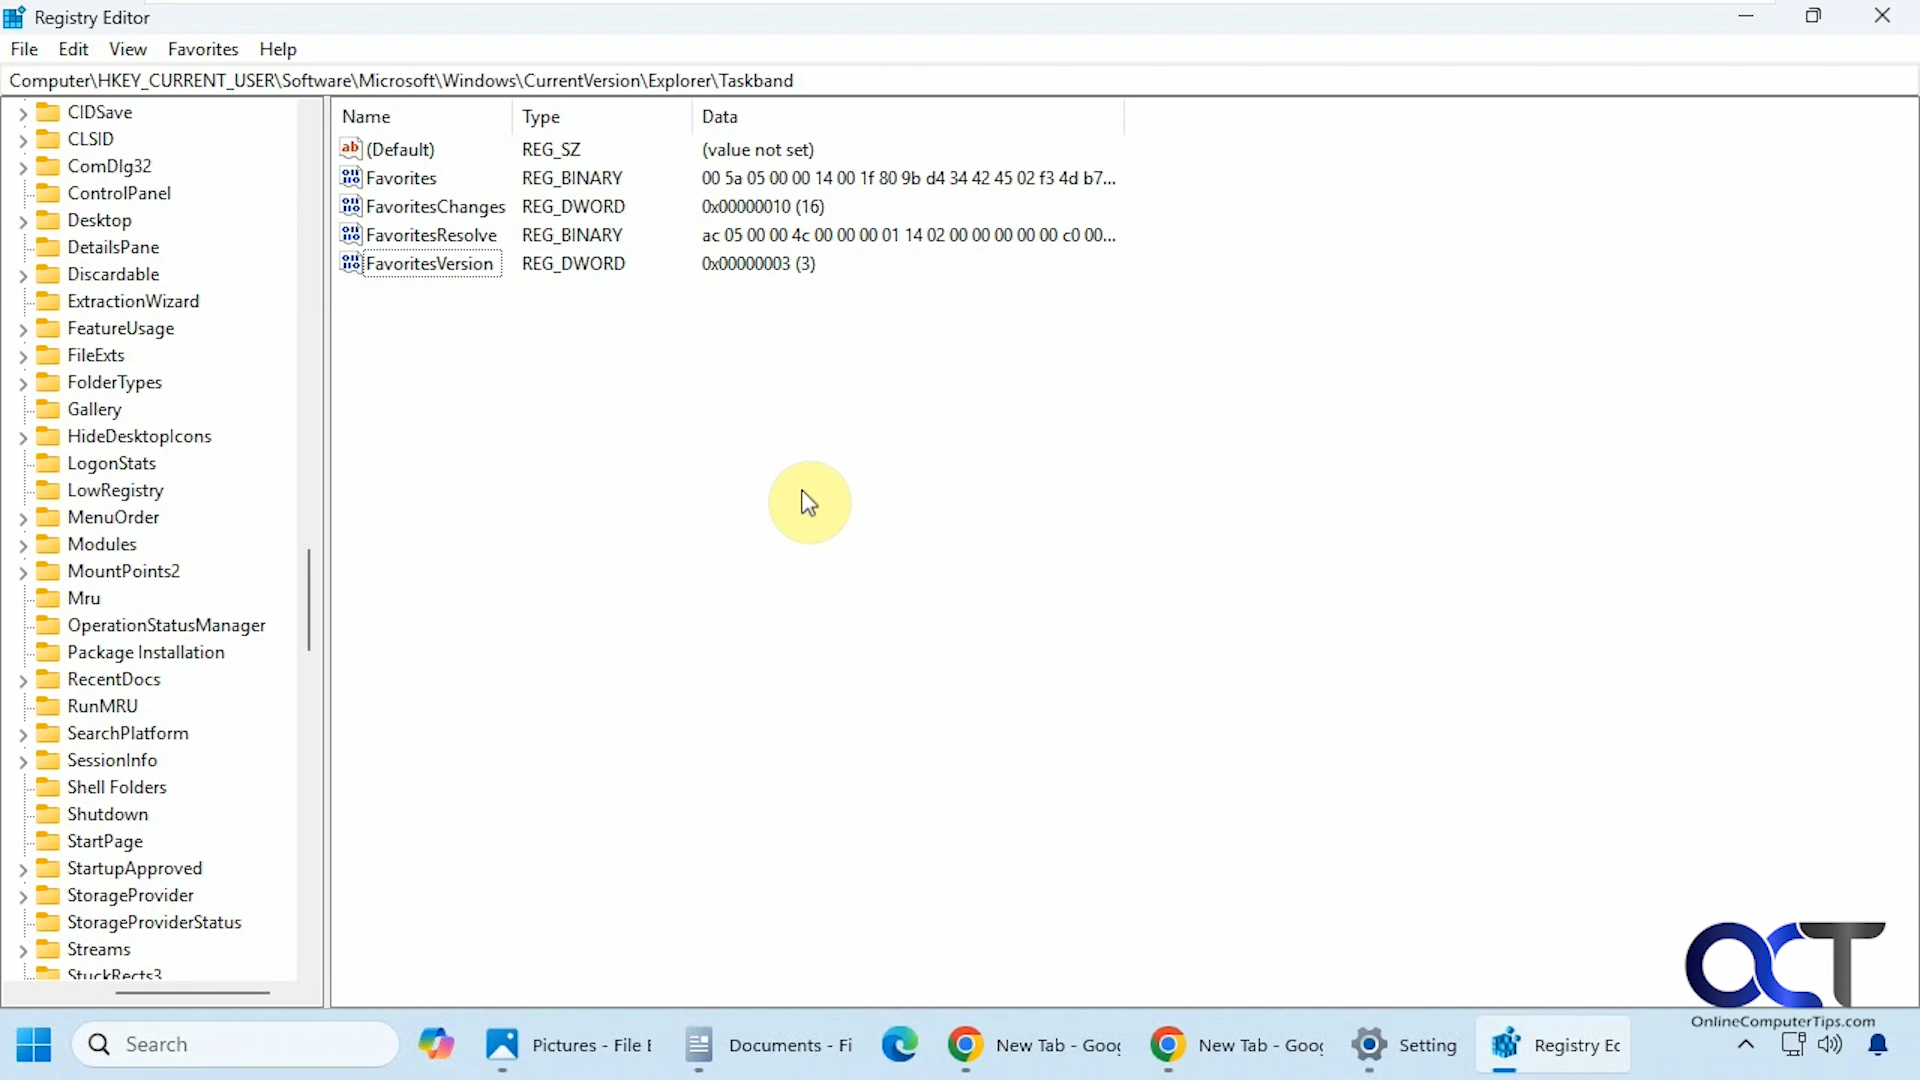 Registry Editor
File Edit View Favorites Help
Computer\HKEY_CURRENT_USER\Software\Microsoft\Windows\CurrentVersion\Explorer\Taskband
CIDSave
CLSID
ComDlg32
ControlPanel
Desktop
DetailsPane
Discardable
ExtractionWizard
FeatureUsage
FileExts
FolderTypes
Gallery
HideDesktopIcons
LogonStats
LowRegistry
MenuOrder
Modules
MountPoints2
Mru
OperationStatusManager
Package Installation
RecentDocs
RunMRU
SearchPlatform
SessionInfo
Shell Folders
Shutdown
StartPage
StartupApproved
StorageProvider
StorageProviderStatus
Streams
StuckRects3
Name Type Data
(Default) REG_SZ (value not set)
Favorites REG_BINARY 00 5a 05 00 00 14 00 1f 80 9b d4 34 42 45 02 f3 4d b7...
FavoritesChanges REG_DWORD 0x00000010 (16)
FavoritesResolve REG_BINARY ac 05 00 00 4c 00 00 00 01 14 02 00 00 00 00 00 c0 00...
FavoritesVersion REG_DWORD 0x00000003 (3)
OCT
OnlineComputerTips.com
Search Pictures - File E Documents - Fi New Tab - Goog New Tab - Goog Setting Registry Ec